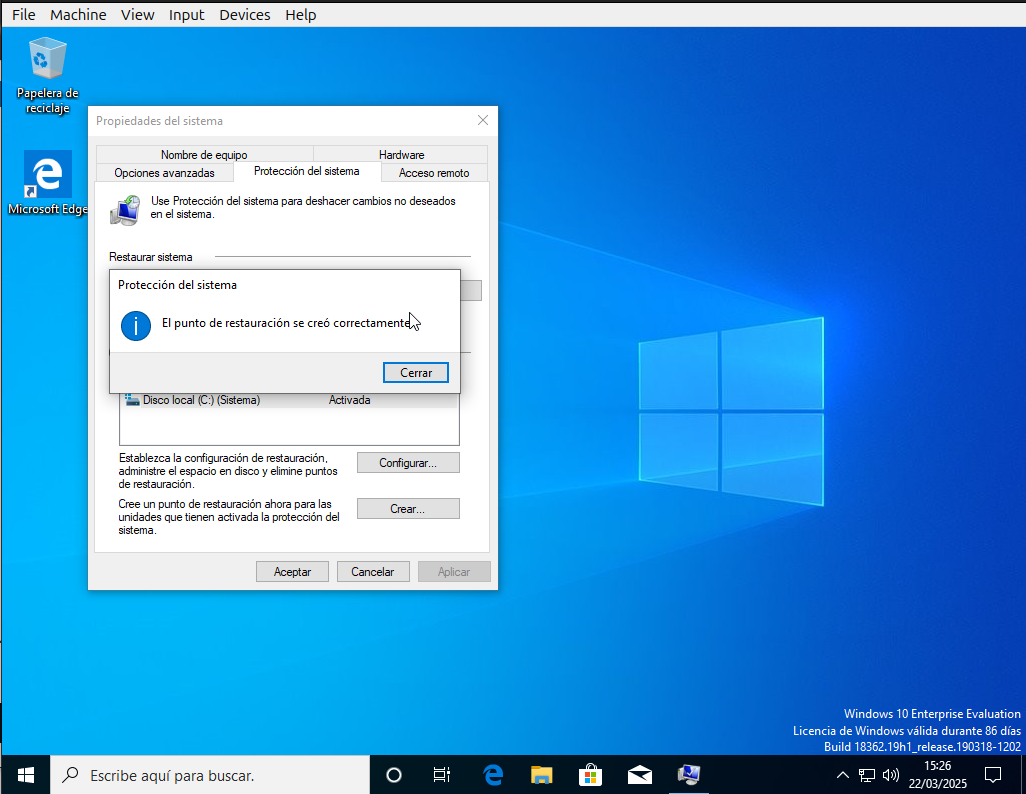 File Machine View Input Devices Help
Papelera de
reciclaje
Microsoft Edge
Propiedades del sistema
Nombre de equipo Hardware
Opciones avanzadas Protección del sistema Acceso remoto
Use Protección del sistema para deshacer cambios no deseados
en el sistema.
Restaurar sistema
Protección del sistema
El punto de restauración se creó correctamente
Cerrar
Disco local (C:) (Sistema) Activada
Establezca la configuración de restauración,
administre el espacio en disco y elimine puntos
de restauración.
Configurar...
Cree un punto de restauración ahora para las
unidades que tienen activada la protección del
sistema.
Crear...
Aceptar Cancelar Aplicar
Windows 10 Enterprise Evaluation
Licencia de Windows válida durante 86 días
Build 18362.19h1_release.190318-1202
Escribe aquí para buscar.
15:26
22/03/2025